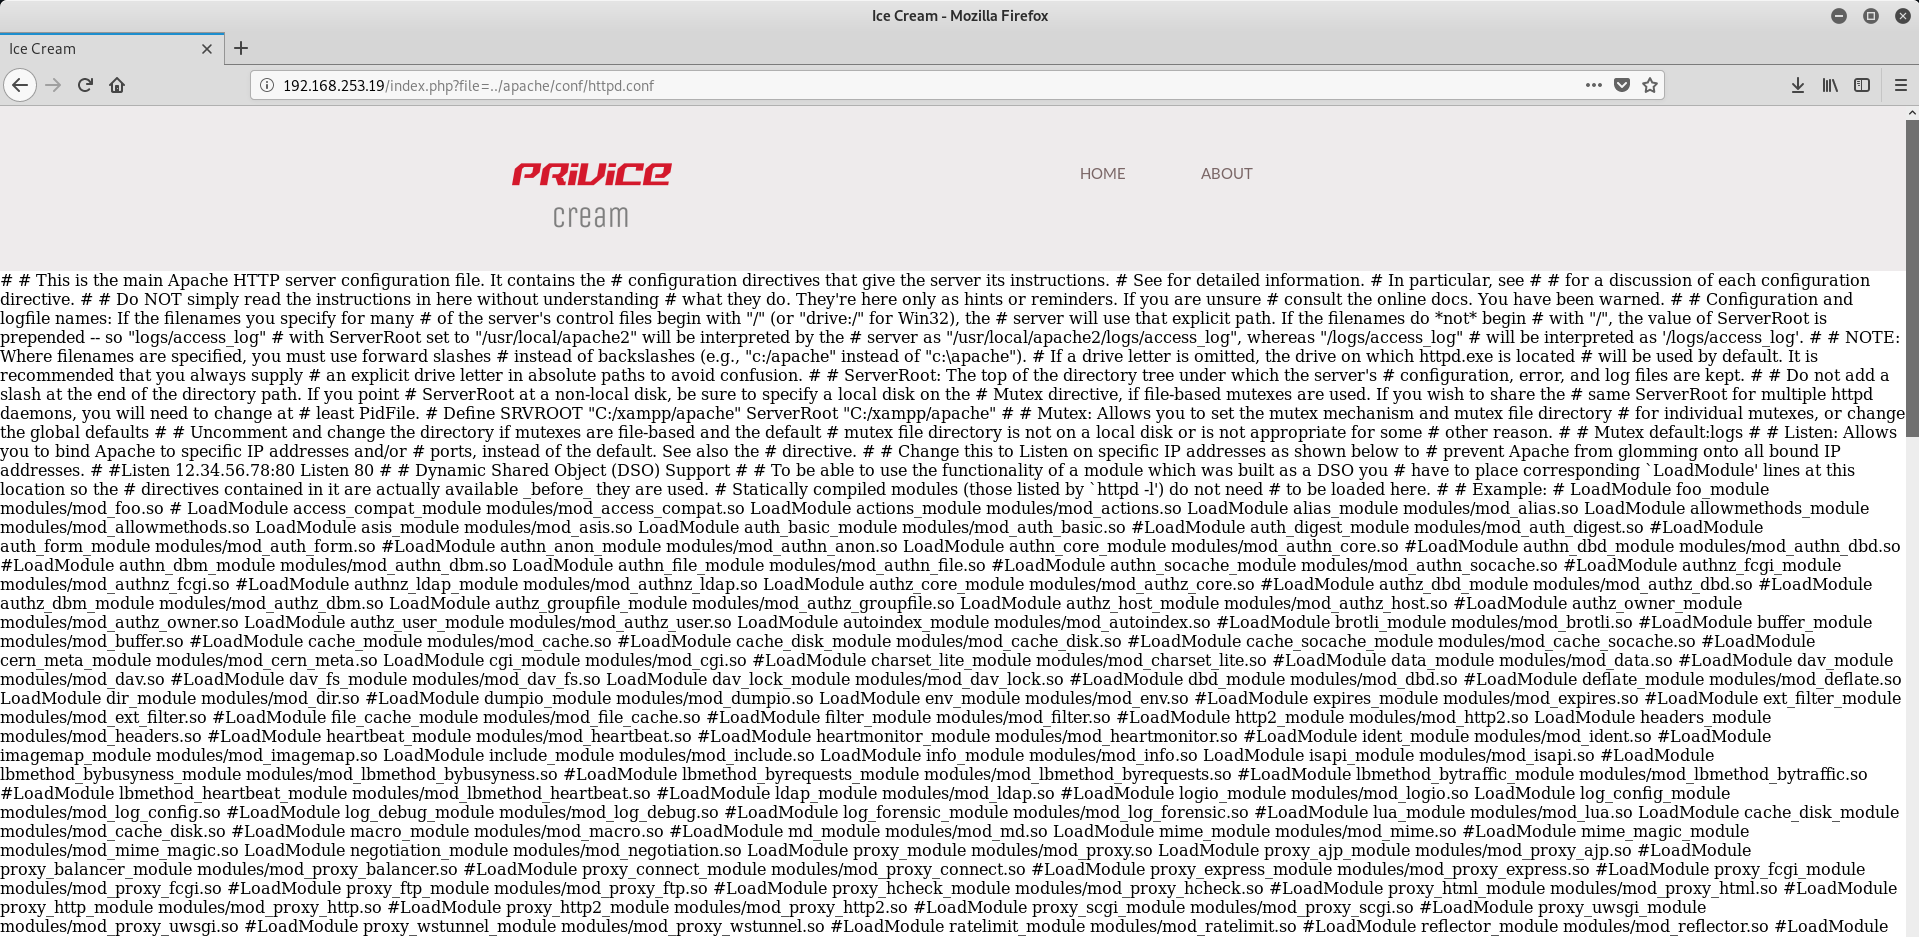 Ice Cream - Mozilla Firefox
Ice Cream
192.168.253.19/index.php?file=../apache/conf/httpd.conf
PRIVICE
cream
HOME
ABOUT
# # This is the main Apache HTTP server configuration file. It contains the # configuration directives that give the server its instructions. # See for detailed information. # In particular, see # # for a discussion of each configuration
directive. # # Do NOT simply read the instructions in here without understanding # what they do. They're here only as hints or reminders. If you are unsure # consult the online docs. You have been warned. # # Configuration and
logfile names: If the filenames you specify for many # of the server's control files begin with "/" (or "drive:/" for Win32), the # server will use that explicit path. If the filenames do *not* begin # with "/", the value of ServerRoot is
prepended -- so "logs/access_log" # with ServerRoot set to "/usr/local/apache2" will be interpreted by the # server as "/usr/local/apache2/logs/access_log", whereas "/logs/access_log" # will be interpreted as '/logs/access_log'. # # NOTE:
Where filenames are specified, you must use forward slashes # instead of backslashes (e.g., "c:/apache" instead of "c:\apache"). # If a drive letter is omitted, the drive on which httpd.exe is located # will be used by default. It is
recommended that you always supply # an explicit drive letter in absolute paths to avoid confusion. # # ServerRoot: The top of the directory tree under which the server's # configuration, error, and log files are kept. # # Do not add a
slash at the end of the directory path. If you point # ServerRoot at a non-local disk, be sure to specify a local disk on the # Mutex directive, if file-based mutexes are used. If you wish to share the # same ServerRoot for multiple httpd
daemons, you will need to change at # least PidFile. # Define SRVROOT "C:/xampp/apache" ServerRoot "C:/xampp/apache" # # Mutex: Allows you to set the mutex mechanism and mutex file directory # for individual mutexes, or change
the global defaults # # Uncomment and change the directory if mutexes are file-based and the default # mutex file directory is not on a local disk or is not appropriate for some # other reason. # # Mutex default:logs # # Listen: Allows
you to bind Apache to specific IP addresses and/or # ports, instead of the default. See also the # directive. # # Change this to Listen on specific IP addresses as shown below to # prevent Apache from glomming onto all bound IP
addresses. # #Listen 12.34.56.78:80 Listen 80 # # Dynamic Shared Object (DSO) Support # # To be able to use the functionality of a module which was built as a DSO you # have to place corresponding `LoadModule' lines at this
location so the # directives contained in it are actually available _before_ they are used. # Statically compiled modules (those listed by `httpd -l') do not need # to be loaded here. # # Example: # LoadModule foo_module
modules/mod_foo.so # LoadModule access_compat_module modules/mod_access_compat.so LoadModule actions_module modules/mod_actions.so LoadModule alias_module modules/mod_alias.so LoadModule allowmethods_module
modules/mod_allowmethods.so LoadModule asis_module modules/mod_asis.so LoadModule auth_basic_module modules/mod_auth_basic.so #LoadModule auth_digest_module modules/mod_auth_digest.so #LoadModule
auth_form_module modules/mod_auth_form.so #LoadModule authn_anon_module modules/mod_authn_anon.so LoadModule authn_core_module modules/mod_authn_core.so #LoadModule authn_dbd_module modules/mod_authn_dbd.so
#LoadModule authn_dbm_module modules/mod_authn_dbm.so LoadModule authn_file_module modules/mod_authn_file.so #LoadModule authn_socache_module modules/mod_authn_socache.so #LoadModule authnz_fcgi_module
modules/mod_authnz_fcgi.so #LoadModule authnz_ldap_module modules/mod_authnz_ldap.so LoadModule authz_core_module modules/mod_authz_core.so #LoadModule authz_dbd_module modules/mod_authz_dbd.so #LoadModule
authz_dbm_module modules/mod_authz_dbm.so LoadModule authz_groupfile_module modules/mod_authz_groupfile.so LoadModule authz_host_module modules/mod_authz_host.so #LoadModule authz_owner_module
modules/mod_authz_owner.so LoadModule authz_user_module modules/mod_authz_user.so LoadModule autoindex_module modules/mod_autoindex.so #LoadModule brotli_module modules/mod_brotli.so #LoadModule buffer_module
modules/mod_buffer.so #LoadModule cache_module modules/mod_cache.so #LoadModule cache_disk_module modules/mod_cache_disk.so #LoadModule cache_socache_module modules/mod_cache_socache.so #LoadModule
cern_meta_module modules/mod_cern_meta.so LoadModule cgi_module modules/mod_cgi.so #LoadModule charset_lite_module modules/mod_charset_lite.so #LoadModule data_module modules/mod_data.so #LoadModule dav_module
modules/mod_dav.so #LoadModule dav_fs_module modules/mod_dav_fs.so LoadModule dav_lock_module modules/mod_dav_lock.so #LoadModule dbd_module modules/mod_dbd.so #LoadModule deflate_module modules/mod_deflate.so
LoadModule dir_module modules/mod_dir.so #LoadModule dumpio_module modules/mod_dumpio.so LoadModule env_module modules/mod_env.so #LoadModule expires_module modules/mod_expires.so #LoadModule ext_filter_module
modules/mod_ext_filter.so #LoadModule file_cache_module modules/mod_file_cache.so #LoadModule filter_module modules/mod_filter.so #LoadModule http2_module modules/mod_http2.so LoadModule headers_module
modules/mod_headers.so #LoadModule heartbeat_module modules/mod_heartbeat.so #LoadModule heartmonitor_module modules/mod_heartmonitor.so #LoadModule ident_module modules/mod_ident.so #LoadModule
imagemap_module modules/mod_imagemap.so LoadModule include_module modules/mod_include.so LoadModule info_module modules/mod_info.so LoadModule isapi_module modules/mod_isapi.so #LoadModule
lbmethod_bybusyness_module modules/mod_lbmethod_bybusyness.so #LoadModule lbmethod_byrequests_module modules/mod_lbmethod_byrequests.so #LoadModule lbmethod_bytraffic_module modules/mod_lbmethod_bytraffic.so
#LoadModule lbmethod_heartbeat_module modules/mod_lbmethod_heartbeat.so #LoadModule ldap_module modules/mod_ldap.so #LoadModule logio_module modules/mod_logio.so LoadModule log_config_module
modules/mod_log_config.so #LoadModule log_debug_module modules/mod_log_debug.so #LoadModule log_forensic_module modules/mod_log_forensic.so #LoadModule lua_module modules/mod_lua.so LoadModule cache_disk_module
modules/mod_cache_disk.so #LoadModule macro_module modules/mod_macro.so #LoadModule md_module modules/mod_md.so LoadModule mime_module modules/mod_mime.so #LoadModule mime_magic_module
modules/mod_mime_magic.so LoadModule negotiation_module modules/mod_negotiation.so LoadModule proxy_module modules/mod_proxy.so LoadModule proxy_ajp_module modules/mod_proxy_ajp.so #LoadModule
proxy_balancer_module modules/mod_proxy_balancer.so #LoadModule proxy_connect_module modules/mod_proxy_connect.so #LoadModule proxy_express_module modules/mod_proxy_express.so #LoadModule proxy_fcgi_module
modules/mod_proxy_fcgi.so #LoadModule proxy_ftp_module modules/mod_proxy_ftp.so #LoadModule proxy_hcheck_module modules/mod_proxy_hcheck.so #LoadModule proxy_html_module modules/mod_proxy_html.so #LoadModule
proxy_http_module modules/mod_proxy_http.so #LoadModule proxy_http2_module modules/mod_proxy_http2.so #LoadModule proxy_scgi_module modules/mod_proxy_scgi.so #LoadModule proxy_uwsgi_module
modules/mod_proxy_uwsgi.so #LoadModule proxy_wstunnel_module modules/mod_proxy_wstunnel.so #LoadModule ratelimit_module modules/mod_ratelimit.so #LoadModule reflector_module modules/mod_reflector.so #LoadModule